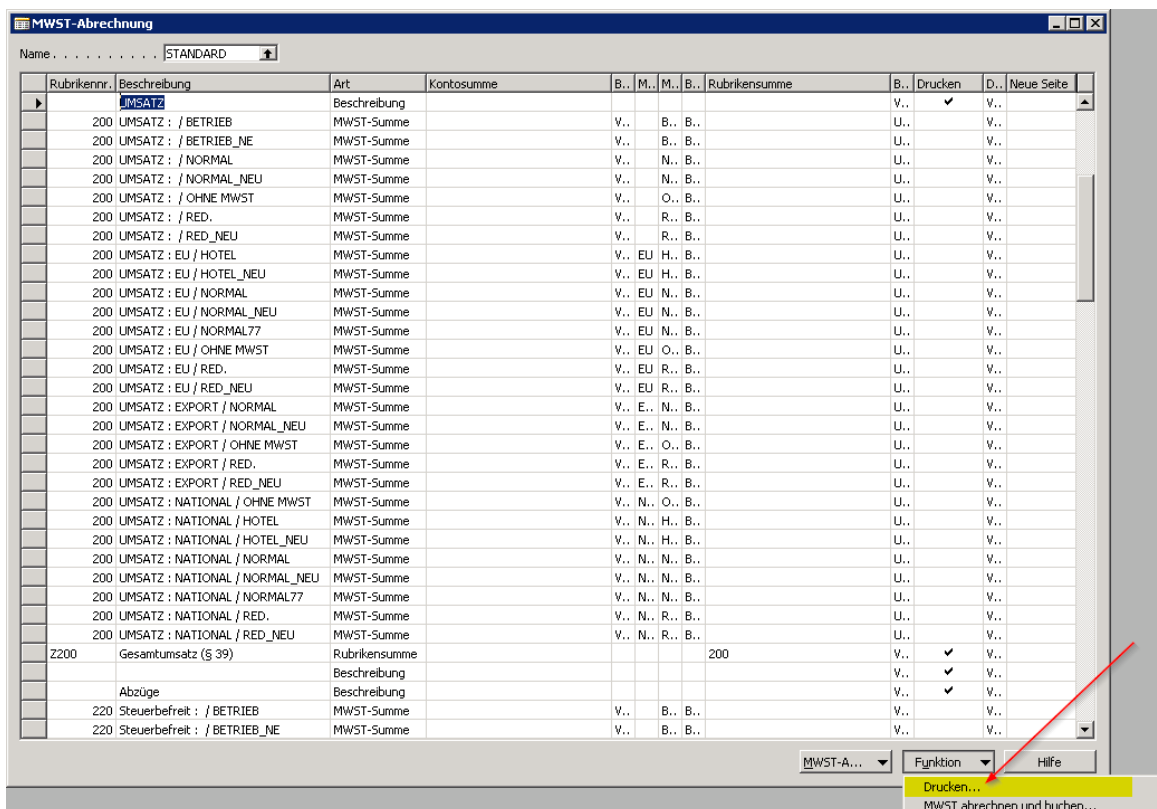 MWST-Abrechnung
Name . . . . . . . . . . STANDARD
Rubrikennr. Beschreibung Art Kontosumme B.. M.. M.. B.. Rubrikensumme B.. Drucken D.. Neue Seite
UMSATZ Beschreibung V.. V..
200 UMSATZ : / BETRIEB MWST-Summe V.. B.. B.. U.. V..
200 UMSATZ : / BETRIEB_NE MWST-Summe V.. B.. B.. U.. V..
200 UMSATZ : / NORMAL MWST-Summe V.. N.. B.. U.. V..
200 UMSATZ : / NORMAL_NEU MWST-Summe V.. N.. B.. U.. V..
200 UMSATZ : / OHNE MWST MWST-Summe V.. O.. B.. U.. V..
200 UMSATZ : / RED. MWST-Summe V.. R.. B.. U.. V..
200 UMSATZ : / RED_NEU MWST-Summe V.. R.. B.. U.. V..
200 UMSATZ : EU / HOTEL MWST-Summe V.. EU H.. B.. U.. V..
200 UMSATZ : EU / HOTEL_NEU MWST-Summe V.. EU H.. B.. U.. V..
200 UMSATZ : EU / NORMAL MWST-Summe V.. EU N.. B.. U.. V..
200 UMSATZ : EU / NORMAL_NEU MWST-Summe V.. EU N.. B.. U.. V..
200 UMSATZ : EU / NORMAL77 MWST-Summe V.. EU N.. B.. U.. V..
200 UMSATZ : EU / OHNE MWST MWST-Summe V.. EU O.. B.. U.. V..
200 UMSATZ : EU / RED. MWST-Summe V.. EU R.. B.. U.. V..
200 UMSATZ : EU / RED_NEU MWST-Summe V.. EU R.. B.. U.. V..
200 UMSATZ : EXPORT / NORMAL MWST-Summe V.. E.. N.. B.. U.. V..
200 UMSATZ : EXPORT / NORMAL_NEU MWST-Summe V.. E.. N.. B.. U.. V..
200 UMSATZ : EXPORT / OHNE MWST MWST-Summe V.. E.. O.. B.. U.. V..
200 UMSATZ : EXPORT / RED. MWST-Summe V.. E.. R.. B.. U.. V..
200 UMSATZ : EXPORT / RED_NEU MWST-Summe V.. E.. R.. B.. U.. V..
200 UMSATZ : NATIONAL / OHNE MWST MWST-Summe V.. N.. O.. B.. U.. V..
200 UMSATZ : NATIONAL / HOTEL MWST-Summe V.. N.. H.. B.. U.. V..
200 UMSATZ : NATIONAL / HOTEL_NEU MWST-Summe V.. N.. H.. B.. U.. V..
200 UMSATZ : NATIONAL / NORMAL MWST-Summe V.. N.. N.. B.. U.. V..
200 UMSATZ : NATIONAL / NORMAL_NEU MWST-Summe V.. N.. N.. B.. U.. V..
200 UMSATZ : NATIONAL / NORMAL77 MWST-Summe V.. N.. N.. B.. U.. V..
200 UMSATZ : NATIONAL / RED. MWST-Summe V.. N.. R.. B.. U.. V..
200 UMSATZ : NATIONAL / RED_NEU MWST-Summe V.. N.. R.. B.. U.. V..
Z200 Gesamtumsatz (§ 39) Rubrikensumme 200 V.. V..
Beschreibung V.. V..
Abzüge Beschreibung V.. V..
220 Steuerbefreit : / BETRIEB MWST-Summe V.. B.. B.. V.. V..
220 Steuerbefreit : / BETRIEB_NE MWST-Summe V.. B.. B.. V.. V..
MWST-A... Funktion Hilfe
Drucken...
MWST abrechnen und buchen...